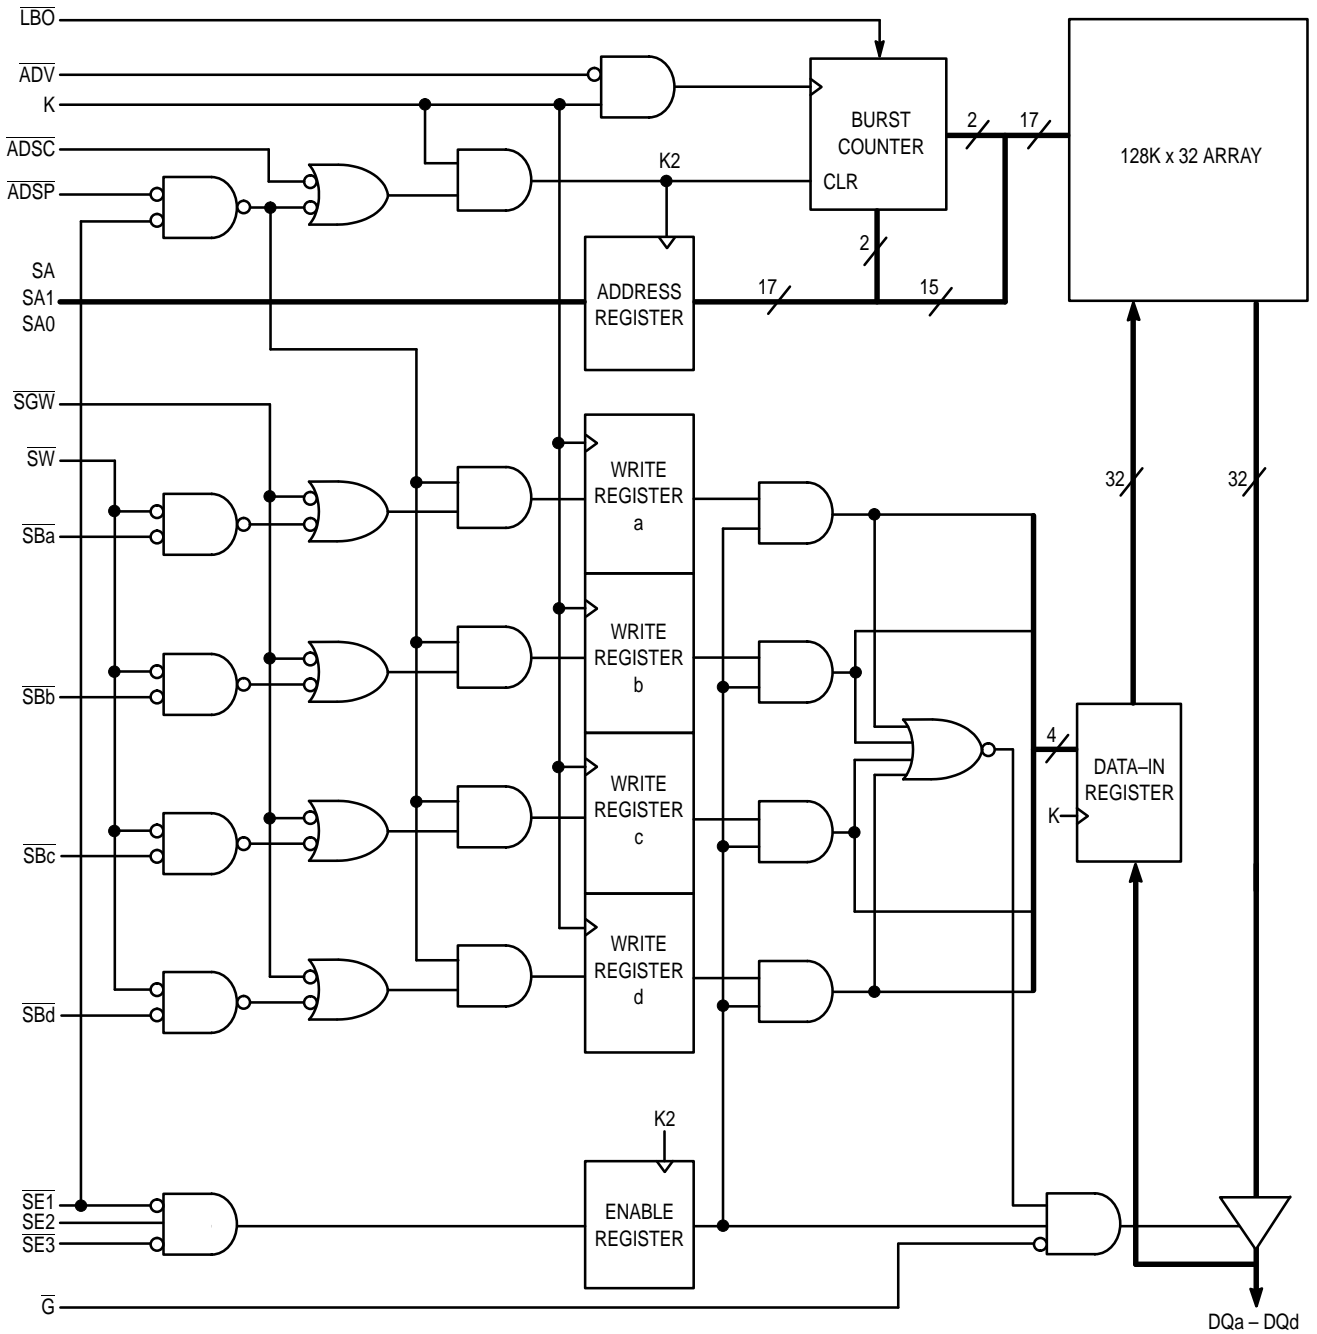 LBO
ADV
K
ADSC
ADSP
K2
BURST
COUNTER
CLR
2
17
128K x 32 ARRAY
2
SA
SA1
SA0
ADDRESS
REGISTER
17
15
SGW
SW
SBa
WRITE
REGISTER
a
32
32
SBb
WRITE
REGISTER
b
SBc
WRITE
REGISTER
c
4
DATA–IN
REGISTER
K
SBd
WRITE
REGISTER
d
K2
SE1
SE2
SE3
ENABLE
REGISTER
G
DQa – DQd